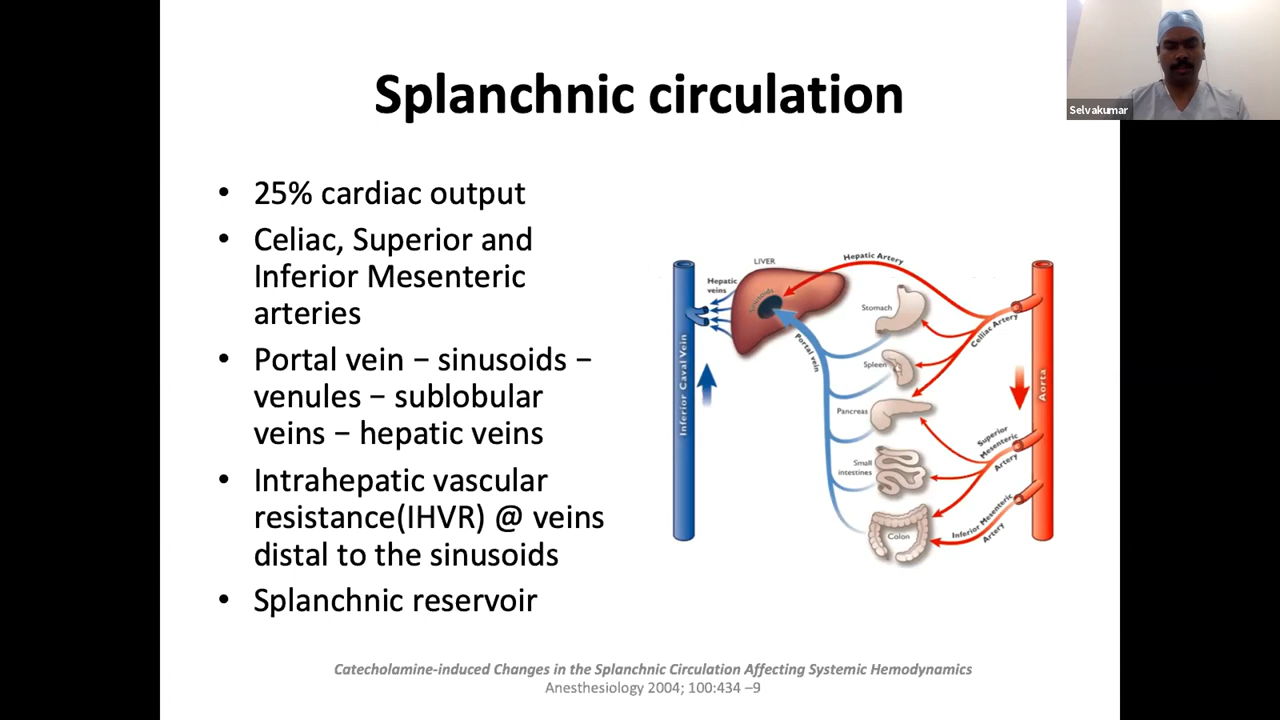 Splanchnic circulation
Selvakumar
• 25% cardiac output
• Celiac, Superior and
Inferior Mesenteric
arteries
• Portal vein – sinusoids –
venules – sublobular
veins – hepatic veins
• Intrahepatic vascular
resistance(IHVR) @ veins
distal to the sinusoids
• Splanchnic reservoir
LIVER
Hepatic
veins
Sinusoids
Hepatic Artery
Stomach
Celiac Artery
Portal vein
Spleen
Pancreas
Inferior Caval Vein
Aorta
Superior
Mesenteric
Artery
Small
intestines
Inferior Mesenteric
Artery
Colon
Catecholamine-induced Changes in the Splanchnic Circulation Affecting Systemic Hemodynamics
Anesthesiology 2004; 100:434 –9